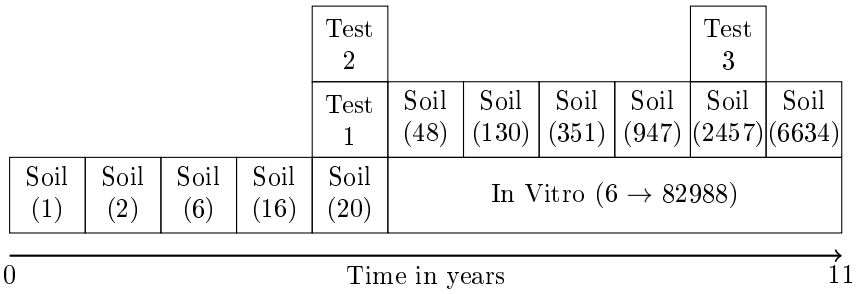 Test
2
Test
3
Test
1
Soil
(48)
Soil
(130)
Soil
(351)
Soil
(947)
Soil
(2457)
Soil
(6634)
Soil
(1)
Soil
(2)
Soil
(6)
Soil
(16)
Soil
(20)
In Vitro (6 → 82988)
0
Time in years
11